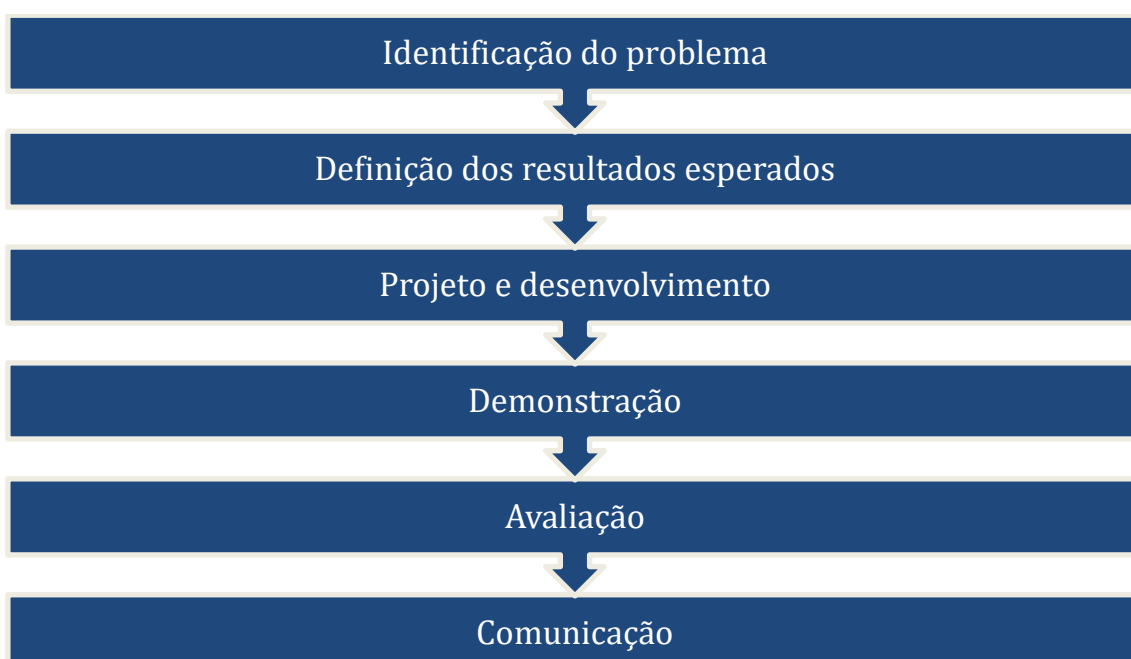 Identificação do problema
Definição dos resultados esperados
Projeto e desenvolvimento
Demonstração
Avaliação
Comunicação